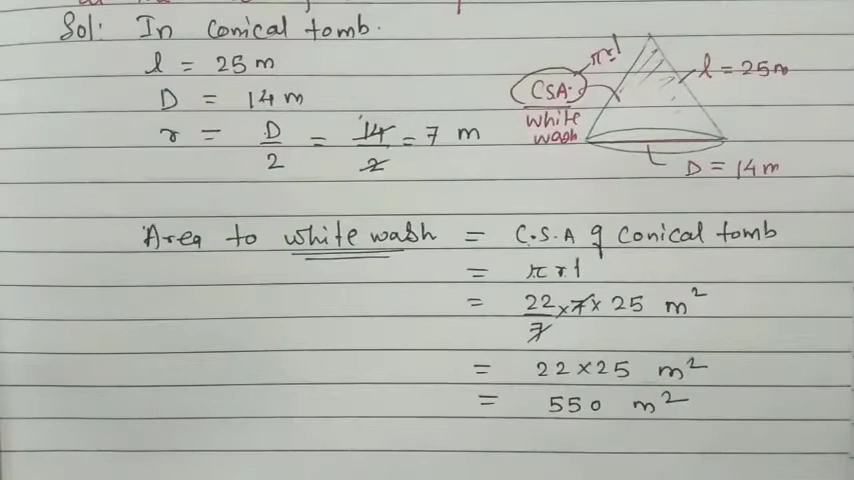 Sol: In Conical tomb.
l = 25 m
D = 14 m
r = D/2 = 14/2 = 7 m
πrl
CSA.
white
wash
l = 25m
D = 14 m
Area to white wash = C.S.A of Conical tomb
= πrl
= 22/7 × 7 × 25 m²
= 22 × 25 m²
= 550 m²